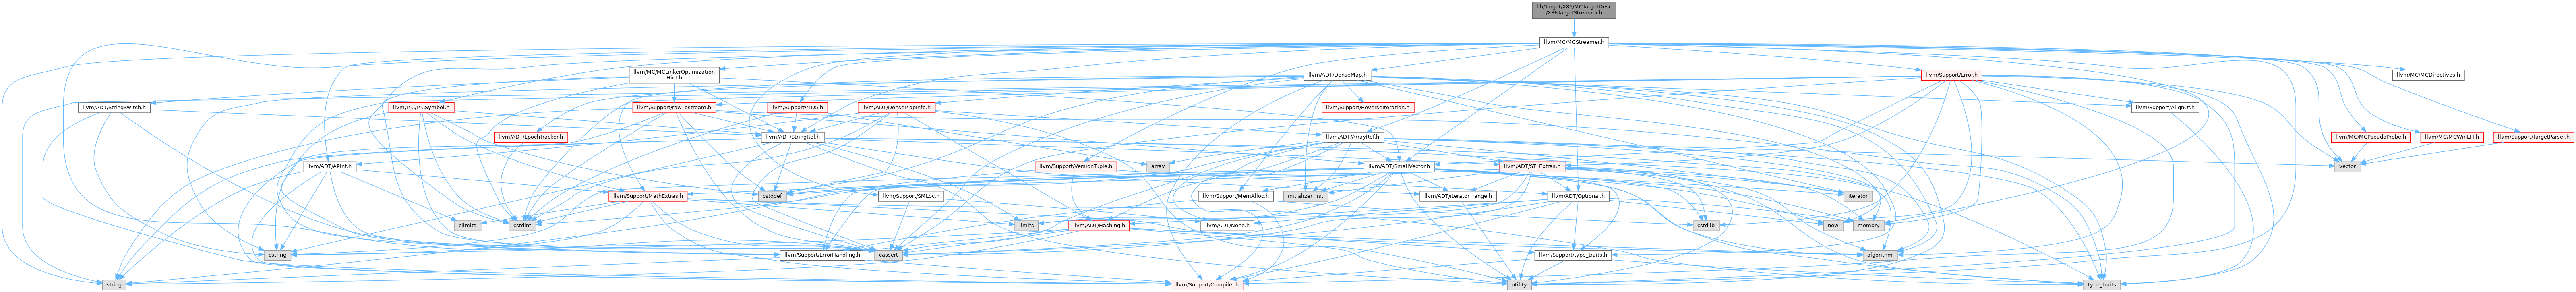 lib/Target/X86/MCTargetDesc
/X86TargetStreamer.h
llvm/MC/MCStreamer.h
llvm/MC/MCLinkerOptimization
Hint.h
llvm/ADT/DenseMap.h
llvm/Support/Error.h
llvm/MC/MCDirectives.h
llvm/ADT/StringSwitch.h
llvm/MC/MCSymbol.h
llvm/Support/raw_ostream.h
llvm/Support/MD5.h
llvm/ADT/DenseMapInfo.h
llvm/Support/ReverseIteration.h
llvm/Support/AlignOf.h
llvm/ADT/EpochTracker.h
llvm/ADT/StringRef.h
llvm/ADT/ArrayRef.h
llvm/MC/MCPseudoProbe.h
llvm/MC/MCWinEH.h
llvm/Support/TargetParser.h
llvm/ADT/APInt.h
array
llvm/Support/VersionTuple.h
llvm/ADT/SmallVector.h
llvm/ADT/STLExtras.h
vector
llvm/Support/MathExtras.h
cstddef
llvm/Support/SMLoc.h
llvm/Support/MemAlloc.h
initializer_list
llvm/ADT/iterator_range.h
llvm/ADT/Optional.h
iterator
climits
cstdint
limits
llvm/ADT/Hashing.h
llvm/ADT/None.h
cstdlib
new
memory
cstring
llvm/Support/ErrorHandling.h
cassert
llvm/Support/type_traits.h
algorithm
string
llvm/Support/Compiler.h
utility
type_traits